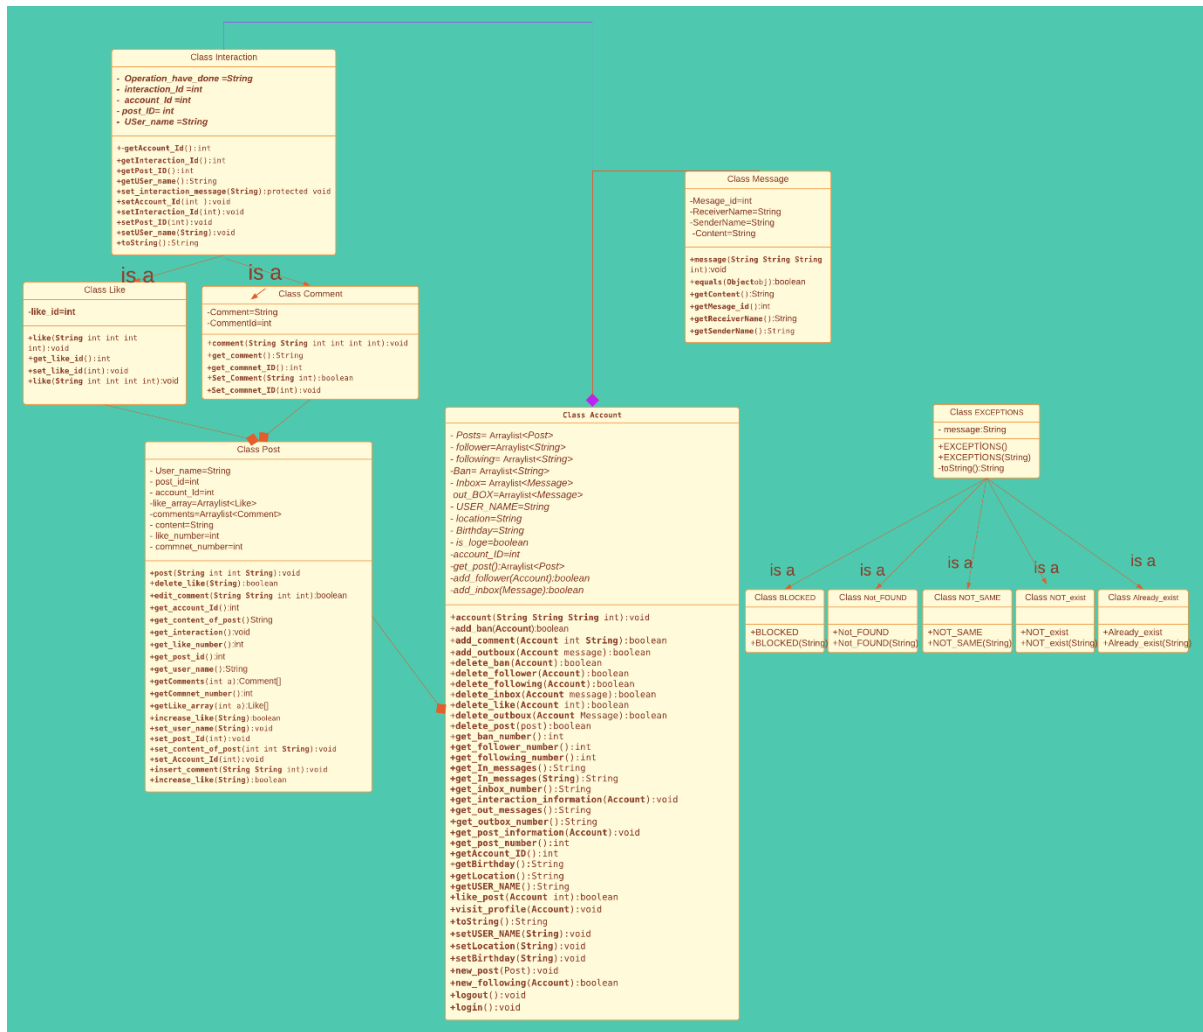 Class Interaction
- Operation_have_done =String
- interaction_Id =int
- account_Id =int
- post_ID= int
- USer_name =String
+-getAccount_Id():int
+getInteraction_Id():int
+getPost_ID():int
+getUSer_name():String
+set_interaction_message(String):protected void
+setAccount_Id(int ):void
+setInteraction_Id(int):void
+setPost_ID(int):void
+setUSer_name(String):void
+toString():String
Class Message
-Mesage_id=int
-ReceiverName=String
-SenderName=String
-Content=String
+message(String String String
int):void
+equals(Objectobj):boolean
+getContent():String
+getMesage_id():int
+getReceiverName():String
+getSenderName():String
is a
is a
Class Like
-like_id=int
+like(String int int int
int):void
+get_like_id():int
+set_like_id(int):void
+like(String int int int int):void
Class Comment
-Comment=String
-CommentId=int
+comment(String String int int int int):void
+get_comment():String
+get_commnet_ID():int
+Set_Comment(String int):boolean
+Set_commnet_ID(int):void
Class Post
- User_name=String
- post_id=int
- account_Id=int
-like_array=Arraylist<Like>
-comments=Arraylist<Comment>
- content=String
- like_number=int
- commnet_number=int
+post(String int int String):void
+delete_like(String):boolean
+edit_comment(String String int int):boolean
+get_account_Id():int
+get_content_of_post()String
+get_interaction():void
+get_like_number():int
+get_post_id():int
+get_user_name():String
+getComments(int a):Comment[]
+getCommnet_number():int
+getLike_array(int a):Like[]
+increase_like(String):boolean
+set_user_name(String):void
+set_post_Id(int):void
+set_content_of_post(int int String):void
+set_Account_Id(int):void
+insert_comment(String String int):void
+increase_like(String):boolean
Class Account
- Posts= Arraylist<Post>
- follower=Arraylist<String>
- following= Arraylist<String>
-Ban= Arraylist<String>
- Inbox= Arraylist<Message>
out_BOX=Arraylist<Message>
- USER_NAME=String
- location=String
- Birthday=String
- is_loge=boolean
-account_ID=int
-get_post():Arraylist<Post>
-add_follower(Account):boolean
-add_inbox(Message):boolean
+account(String String String int):void
+add_ban(Account):boolean
+add_comment(Account int String):boolean
+add_outboux(Account message):boolean
+delete_ban(Account):boolean
+delete_follower(Account):boolean
+delete_following(Account):boolean
+delete_inbox(Account message):boolean
+delete_like(Account int):boolean
+delete_outboux(Account Message):boolean
+delete_post(post):boolean
+get_ban_number():int
+get_follower_number():int
+get_following_number():int
+get_In_messages():String
+get_In_messages(String):String
+get_inbox_number():String
+get_interaction_information(Account):void
+get_out_messages():String
+get_outbox_number():String
+get_post_information(Account):void
+get_post_number():int
+getAccount_ID():int
+getBirthday():String
+getLocation():String
+getUSER_NAME():String
+like_post(Account int):boolean
+visit_profile(Account):void
+toString():String
+setUSER_NAME(String):void
+setLocation(String):void
+setBirthday(String):void
+new_post(Post):void
+new_following(Account):boolean
+logout():void
+login():void
Class EXCEPTIONS
- message:String
+EXCEPTİONS()
+EXCEPTİONS(String)
-toString():String
is a
is a
is a
is a
is a
Class BLOCKED
+BLOCKED
+BLOCKED(String)
Class Not_FOUND
+Not_FOUND
+Not_FOUND(String)
Class NOT_SAME
+NOT_SAME
+NOT_SAME(String)
Class NOT_exist
+NOT_exist
+NOT_exist(String)
Class Already_exist
+Already_exist
+Already_exist(String)